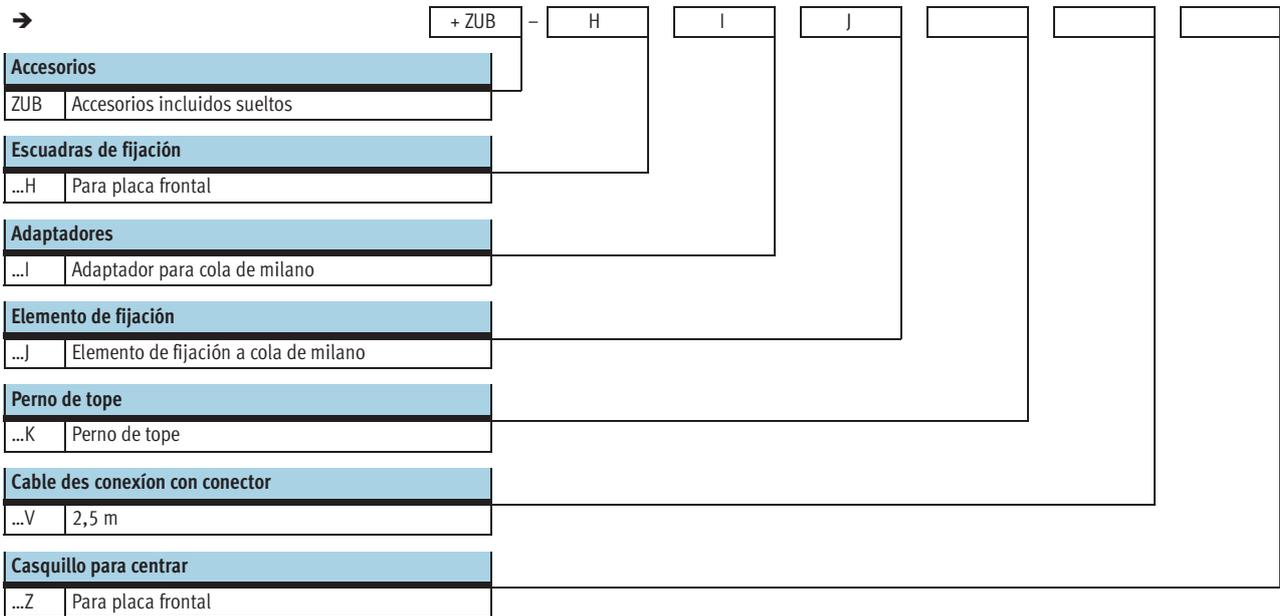 ➔ + ZUB – H I J
Accesorios
ZUB Accesorios incluidos sueltos
Escuadras de fijación
...H Para placa frontal
Adaptadores
...I Adaptador para cola de milano
Elemento de fijación
...J Elemento de fijación a cola de milano
Perno de tope
...K Perno de tope
Cable des conexíon con conector
...V 2,5 m
Casquillo para centrar
...Z Para placa frontal